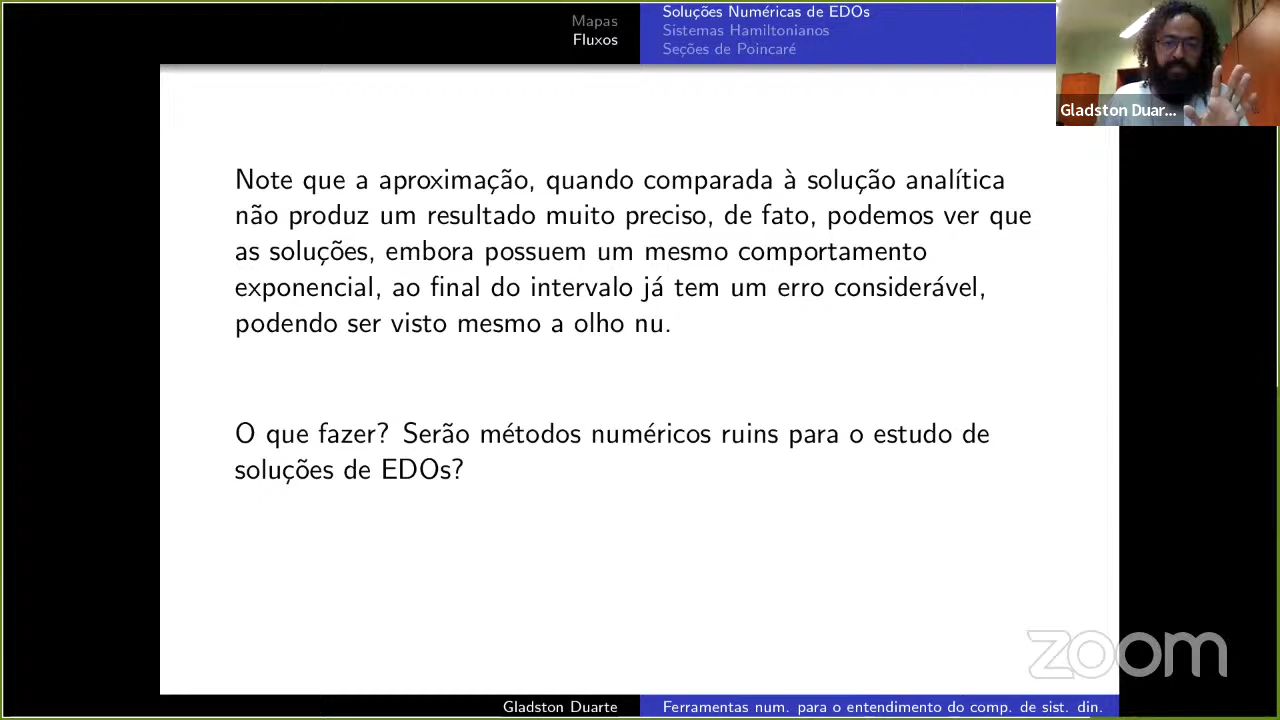 Mapas
Fluxos
Soluções Numéricas de EDOs
Sistemas Hamiltonianos
Seções de Poincaré
Gladston Duar...
Note que a aproximação, quando comparada à solução analítica
não produz um resultado muito preciso, de fato, podemos ver que
as soluções, embora possuem um mesmo comportamento
exponencial, ao final do intervalo já tem um erro considerável,
podendo ser visto mesmo a olho nu.
O que fazer? Serão métodos numéricos ruins para o estudo de
soluções de EDOs?
zoom
Gladston Duarte
Ferramentas num. para o entendimento do comp. de sist. din.